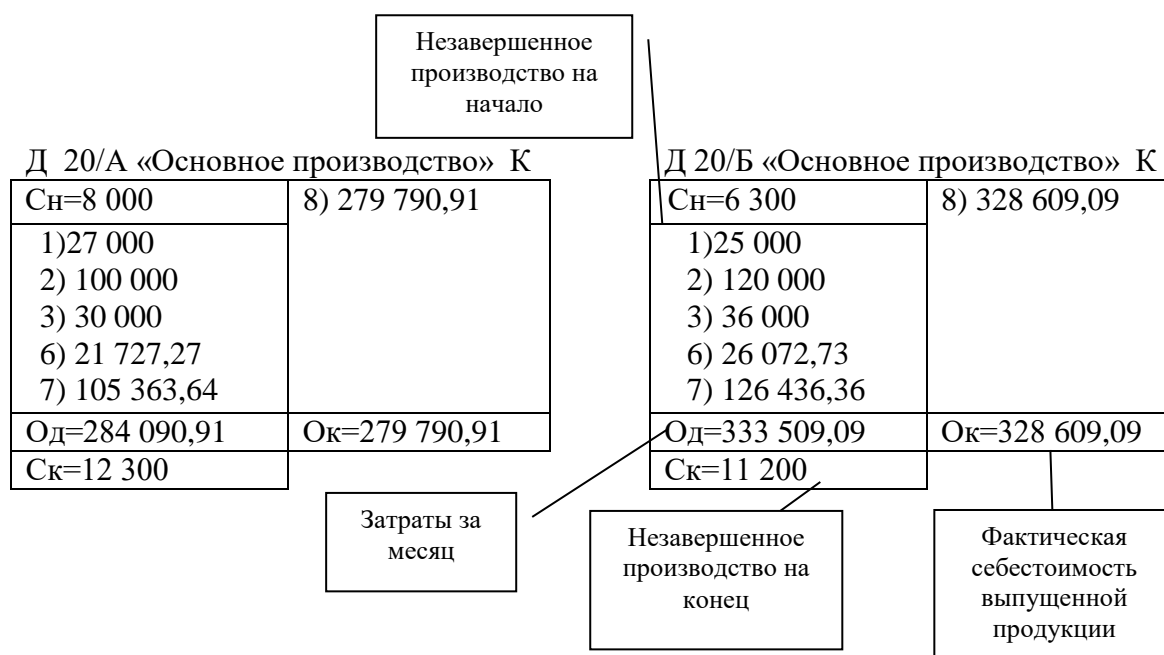 Незавершенное
производство на
начало
Д 20/А «Основное производство» К
Сн=8 000
8) 279 790,91
1)27 000
2) 100 000
3) 30 000
6) 21 727,27
7) 105 363,64
Од=284 090,91
Ок=279 790,91
Ск=12 300
Д 20/Б «Основное производство» К
Сн=6 300
8) 328 609,09
1)25 000
2) 120 000
3) 36 000
6) 26 072,73
7) 126 436,36
Од=333 509,09
Ок=328 609,09
Ск=11 200
Затраты за
месяц
Незавершенное
производство на
конец
Фактическая
себестоимость
выпущенной
продукции